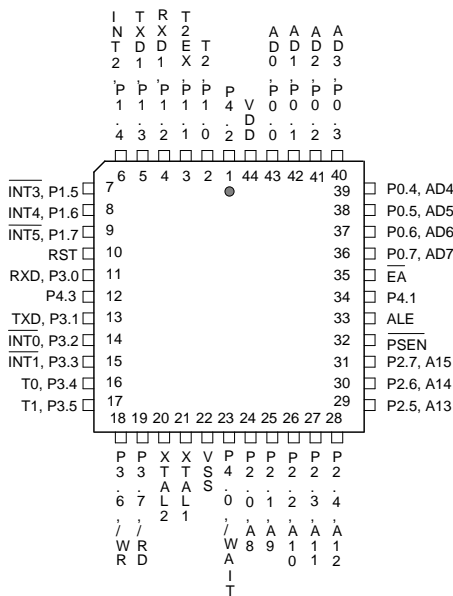 INT2, P1.4
TXD1, P1.3
RXD1, P1.2
T2EX, P1.1
T2, P1.0
P4.2
VDD
AD0, P0.0
AD1, P0.1
AD2, P0.2
AD3, P0.3
6 5 4 3 2 1 44 43 42 41 40
INT3, P1.5 7
INT4, P1.6 8
INT5, P1.7 9
RST 10
RXD, P3.0 11
P4.3 12
TXD, P3.1 13
INT0, P3.2 14
INT1, P3.3 15
T0, P3.4 16
T1, P3.5 17
39 P0.4, AD4
38 P0.5, AD5
37 P0.6, AD6
36 P0.7, AD7
35 EA
34 P4.1
33 ALE
32 PSEN
31 P2.7, A15
30 P2.6, A14
29 P2.5, A13
18 19 20 21 22 23 24 25 26 27 28
P3.6, /WR
P3.7, /RD
XTAL2
XTAL1
VSS
P4.0, /WAIT
P2.0, A8
P2.1, A9
P2.2, A10
P2.3, A11
P2.4, A12